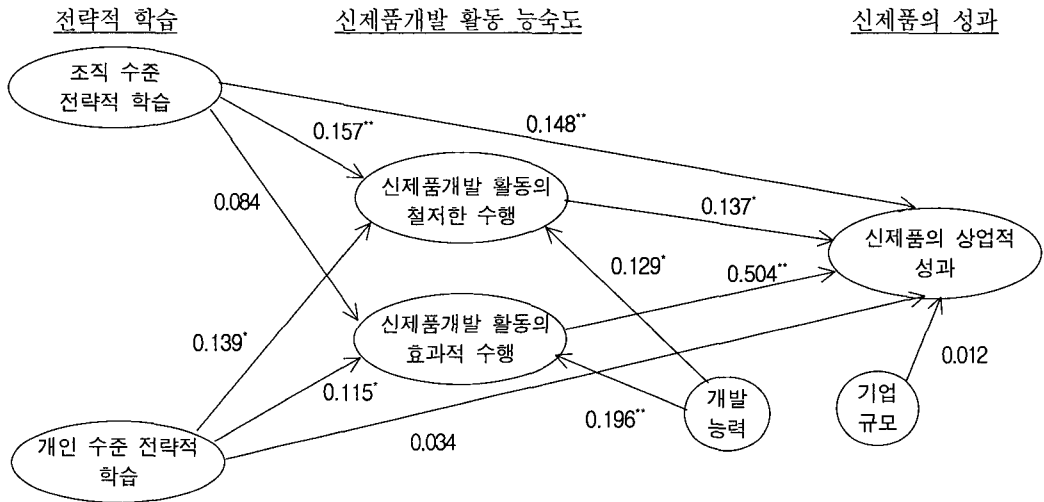 전략적 학습
신제품개발 활동 능숙도
신제품의 성과
조직 수준
전략적 학습
0.157**
0.148**
0.084
신제품개발 활동의
철저한 수행
0.137*
신제품의 상업적
성과
0.129*
0.504**
신제품개발 활동의
효과적 수행
0.139*
0.115*
0.012
개발
능력
기업
규모
0.196**
0.034
개인 수준 전략적
학습